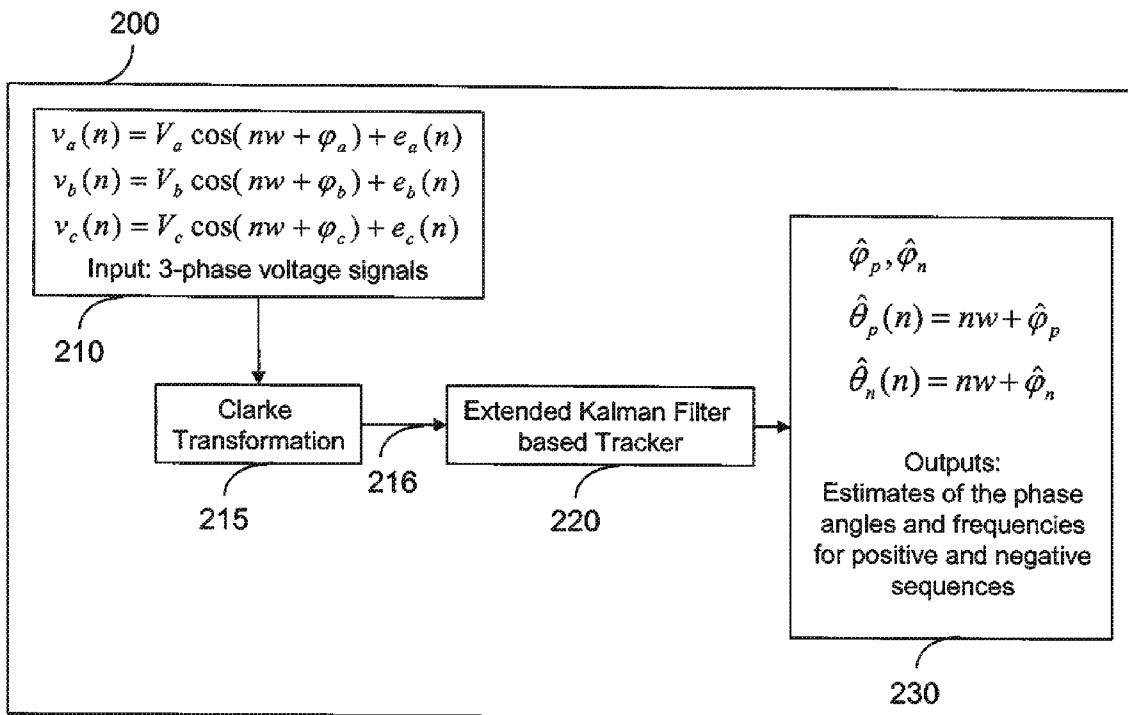 200
v_a(n) = V_a cos(nw + φ_a) + e_a(n)
v_b(n) = V_b cos(nw + φ_b) + e_b(n)
v_c(n) = V_c cos(nw + φ_c) + e_c(n)
Input: 3-phase voltage signals
210
Clarke
Transformation
215
216
Extended Kalman Filter
based Tracker
220
φ̂_p, φ̂_n
θ̂_p(n) = nw + φ̂_p
θ̂_n(n) = nw + φ̂_n
Outputs:
Estimates of the phase
angles and frequencies
for positive and negative
sequences
230